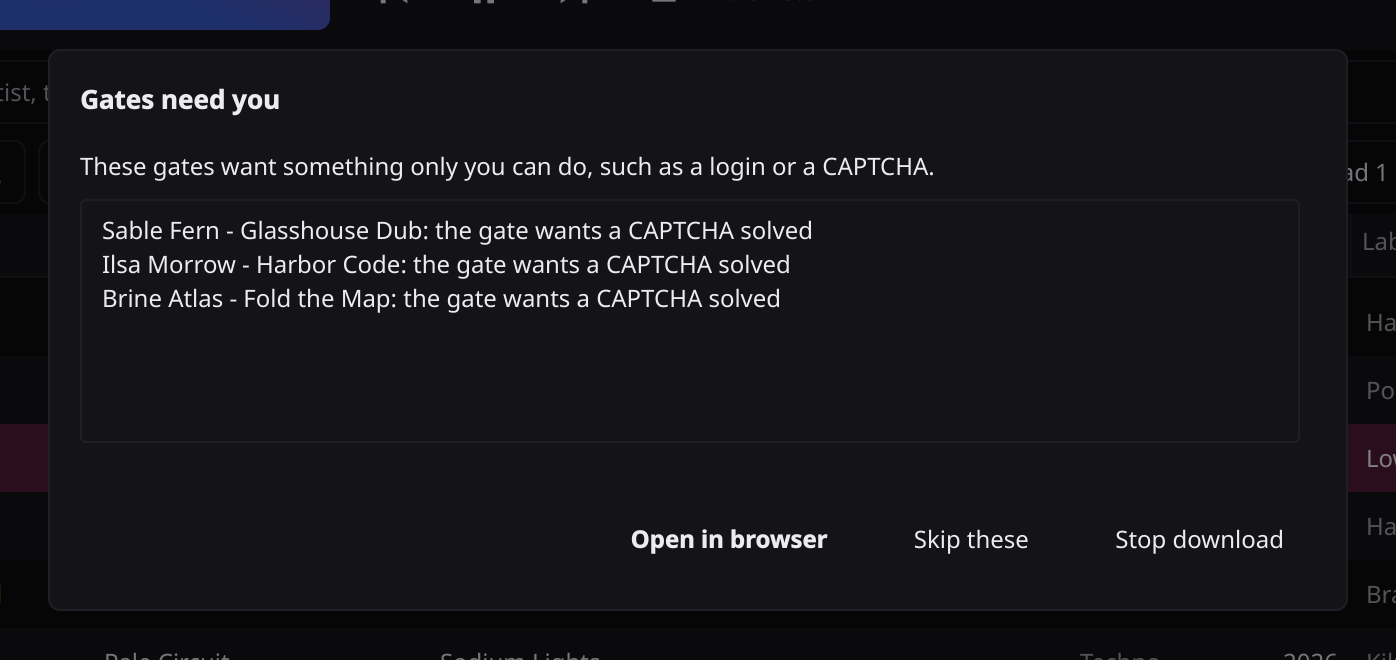 Gates need you
These gates want something only you can do, such as a login or a CAPTCHA.
Sable Fern - Glasshouse Dub: the gate wants a CAPTCHA solved
Ilsa Morrow - Harbor Code: the gate wants a CAPTCHA solved
Brine Atlas - Fold the Map: the gate wants a CAPTCHA solved
Open in browser Skip these Stop download